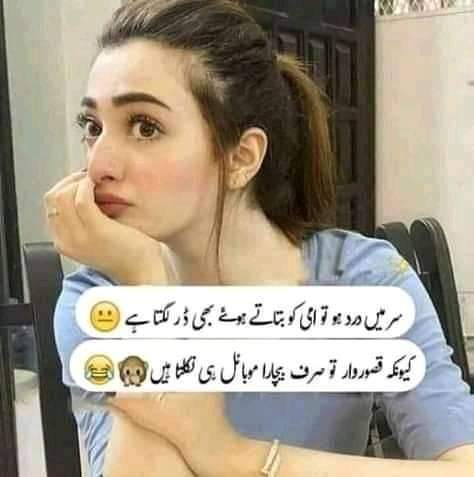 سر میں درد ہو تو امی کو بتاتے ہوئے بھی ڈر لگتا ہے 😐
کیونکہ قصوروار تو صرف بیچارا موبائل ہی نکلتا ہیں 🙊😂